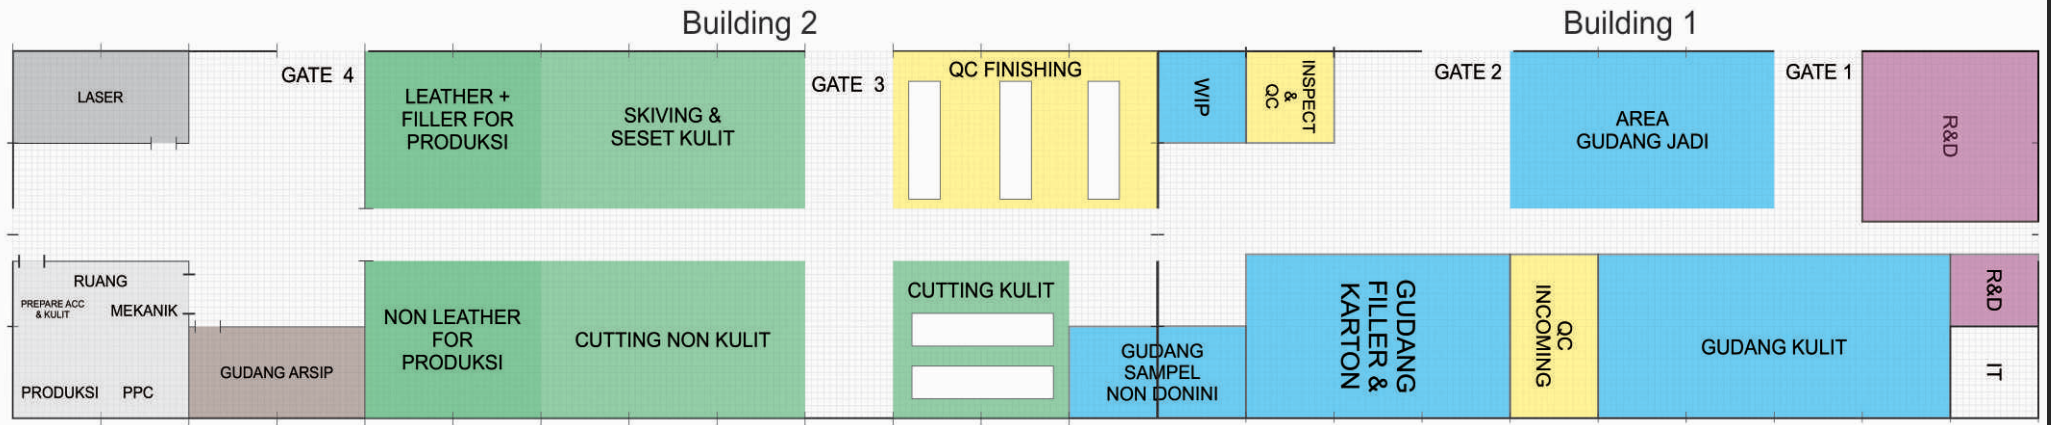 Building 2
Building 1
LASER
GATE 4
LEATHER +
FILLER FOR
PRODUKSI
SKIVING &
SESET KULIT
GATE 3
QC FINISHING
WIP
INSPECT
&
QC
GATE 2
AREA
GUDANG JADI
GATE 1
R&D
RUANG
PREPARE ACC
& KULIT
MEKANIK
PRODUKSI
PPC
GUDANG ARSIP
NON LEATHER
FOR
PRODUKSI
CUTTING NON KULIT
CUTTING KULIT
GUDANG
SAMPEL
NON DONINI
GUDANG
FILLER &
KARTON
QC
INCOMING
GUDANG KULIT
R&D
IT